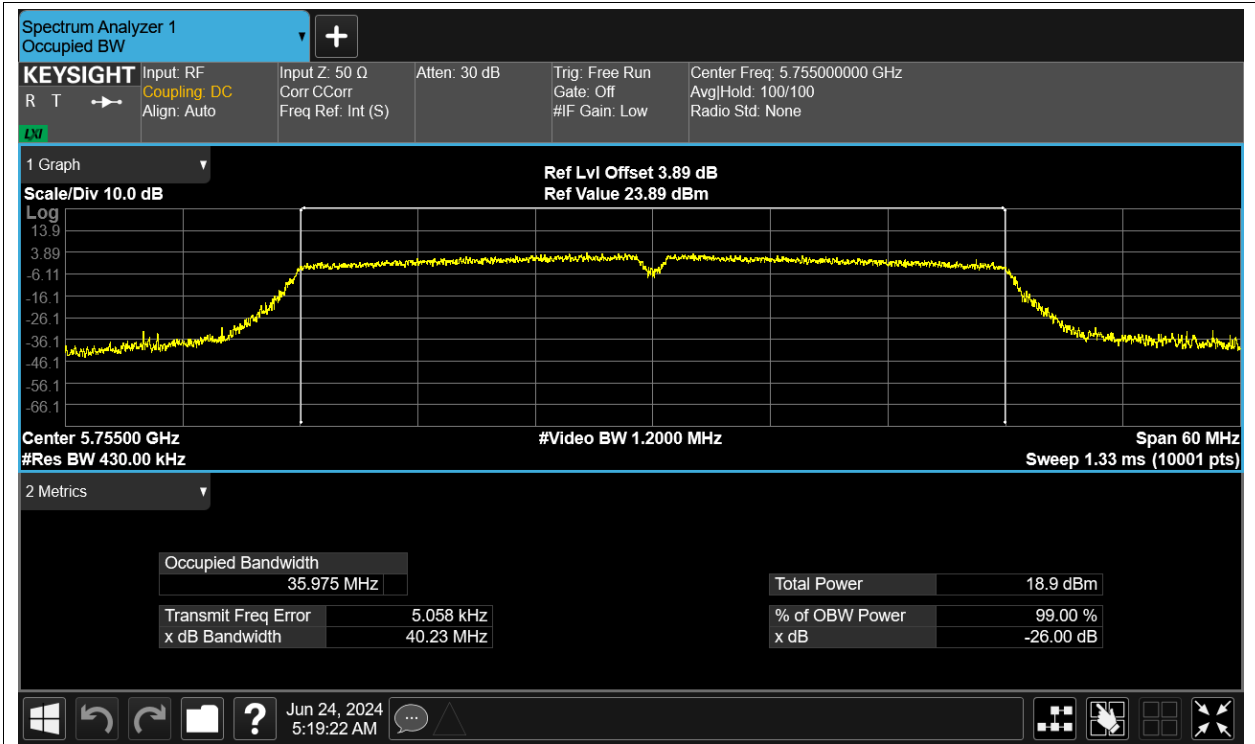 Spectrum Analyzer 1
Occupied BW
KEYSIGHT
R T
LXI
Input: RF
Coupling: DC
Align: Auto
Input Z: 50 Ω
Corr CCorr
Freq Ref: Int (S)
Atten: 30 dB
Trig: Free Run
Gate: Off
#IF Gain: Low
Center Freq: 5.755000000 GHz
Avg|Hold: 100/100
Radio Std: None
1 Graph
Scale/Div 10.0 dB
Ref Lvl Offset 3.89 dB
Ref Value 23.89 dBm
Log
13.9
3.89
-6.11
-16.1
-26.1
-36.1
-46.1
-56.1
-66.1
Center 5.75500 GHz
#Video BW 1.2000 MHz
Span 60 MHz
#Res BW 430.00 kHz
Sweep 1.33 ms (10001 pts)
2 Metrics
Occupied Bandwidth
35.975 MHz
Transmit Freq Error 5.058 kHz
x dB Bandwidth 40.23 MHz
Total Power 18.9 dBm
% of OBW Power 99.00 %
x dB -26.00 dB
?
Jun 24, 2024
5:19:22 AM